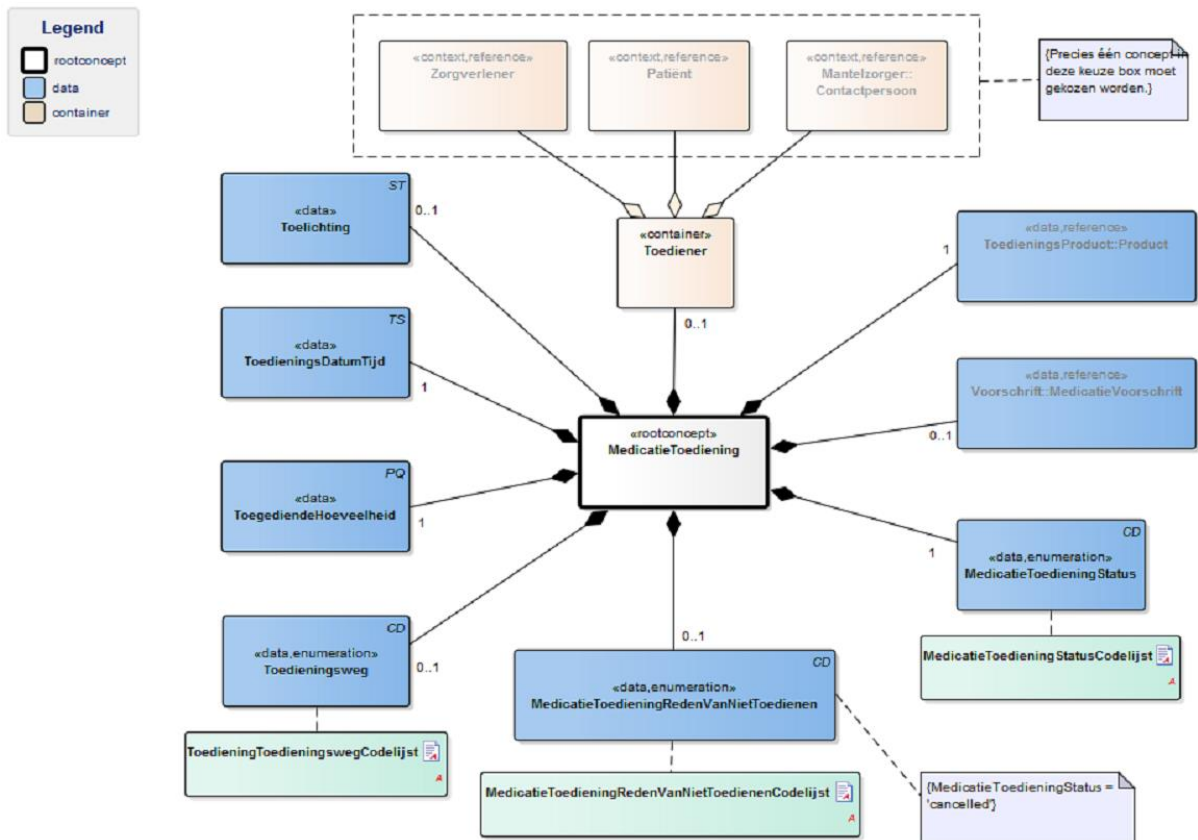 Legend
rootconcept
data
container
«context,reference»
Zorgverlener
«context,reference»
Patiënt
«context,reference»
Mantelzorger::
Contactpersoon
{Precies één concept in
deze keuze box moet
gekozen worden.}
ST
«data»
Toelichting
0..1
«container»
Toediener
0..1
«data,reference»
ToedieningsProduct::Product
1
TS
«data»
ToedieningsDatumTijd
1
«data,reference»
Voorschrift::MedicatieVoorschrift
0..1
«rootconcept»
MedicatieToediening
PQ
«data»
ToegediendeHoeveelheid
1
CD
«data,enumeration»
MedicatieToedieningStatus
1
MedicatieToedieningStatusCodelijst
A
CD
«data,enumeration»
Toedieningsweg
0..1
ToedieningToedieningswegCodelijst
A
0..1
CD
«data,enumeration»
MedicatieToedieningRedenVanNietToedienen
MedicatieToedieningRedenVanNietToedienenCodelijst
A
{MedicatieToedieningStatus =
'cancelled'}